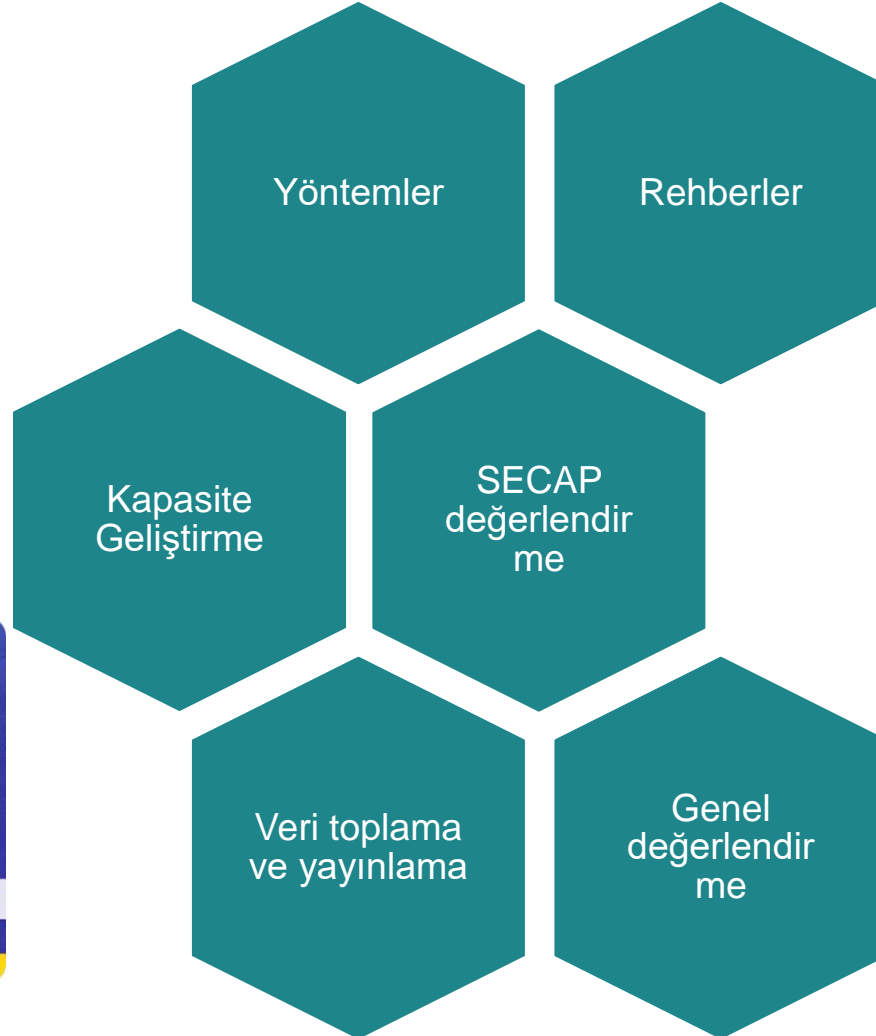 Yöntemler
Rehberler
Kapasite
Geliştirme
SECAP
değerlendir
me
Veri toplama
ve yayınlama
Genel
değerlendir
me